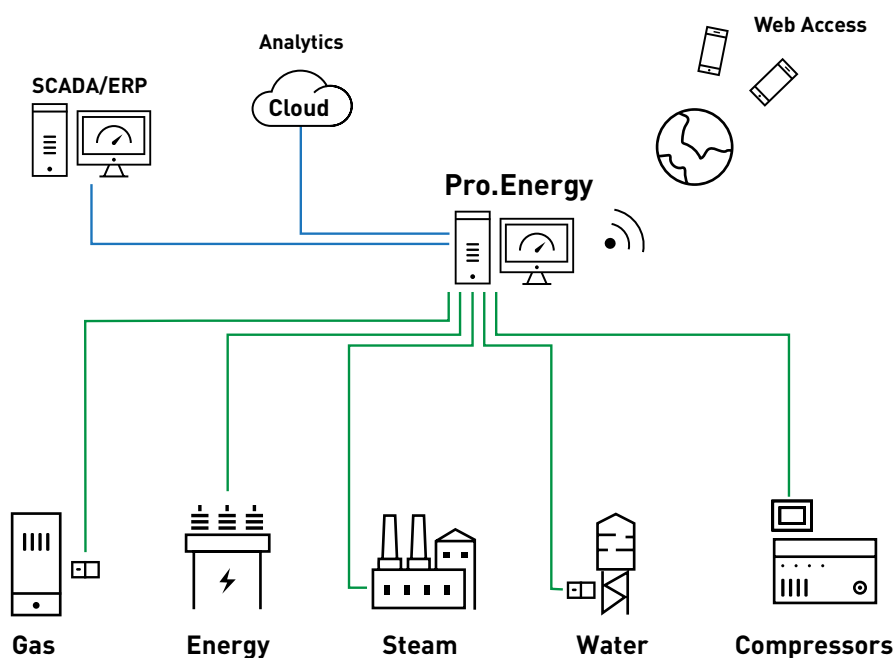 Web Access
Analytics
SCADA/ERP
Cloud
Pro.Energy
Gas
Energy
Steam
Water
Compressors